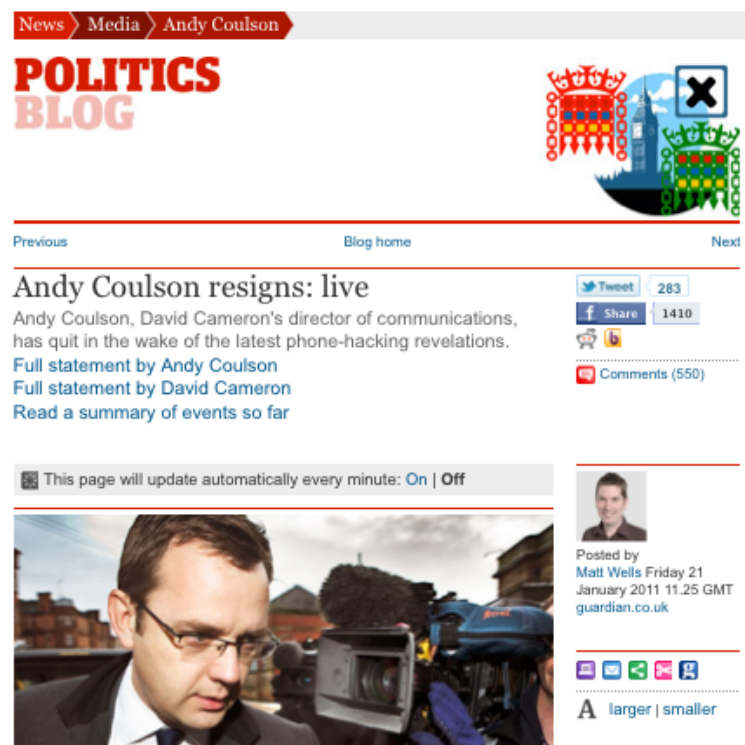 News Media Andy Coulson
POLITICS
BLOG
Previous Blog home Next
Andy Coulson resigns: live
Andy Coulson, David Cameron's director of communications,
has quit in the wake of the latest phone-hacking revelations.
Full statement by Andy Coulson
Full statement by David Cameron
Read a summary of events so far
Tweet 283
f Share 1410
b
Comments (550)
This page will update automatically every minute: On | Off
Posted by
Matt Wells Friday 21
January 2011 11.25 GMT
guardian.co.uk
g
A larger | smaller